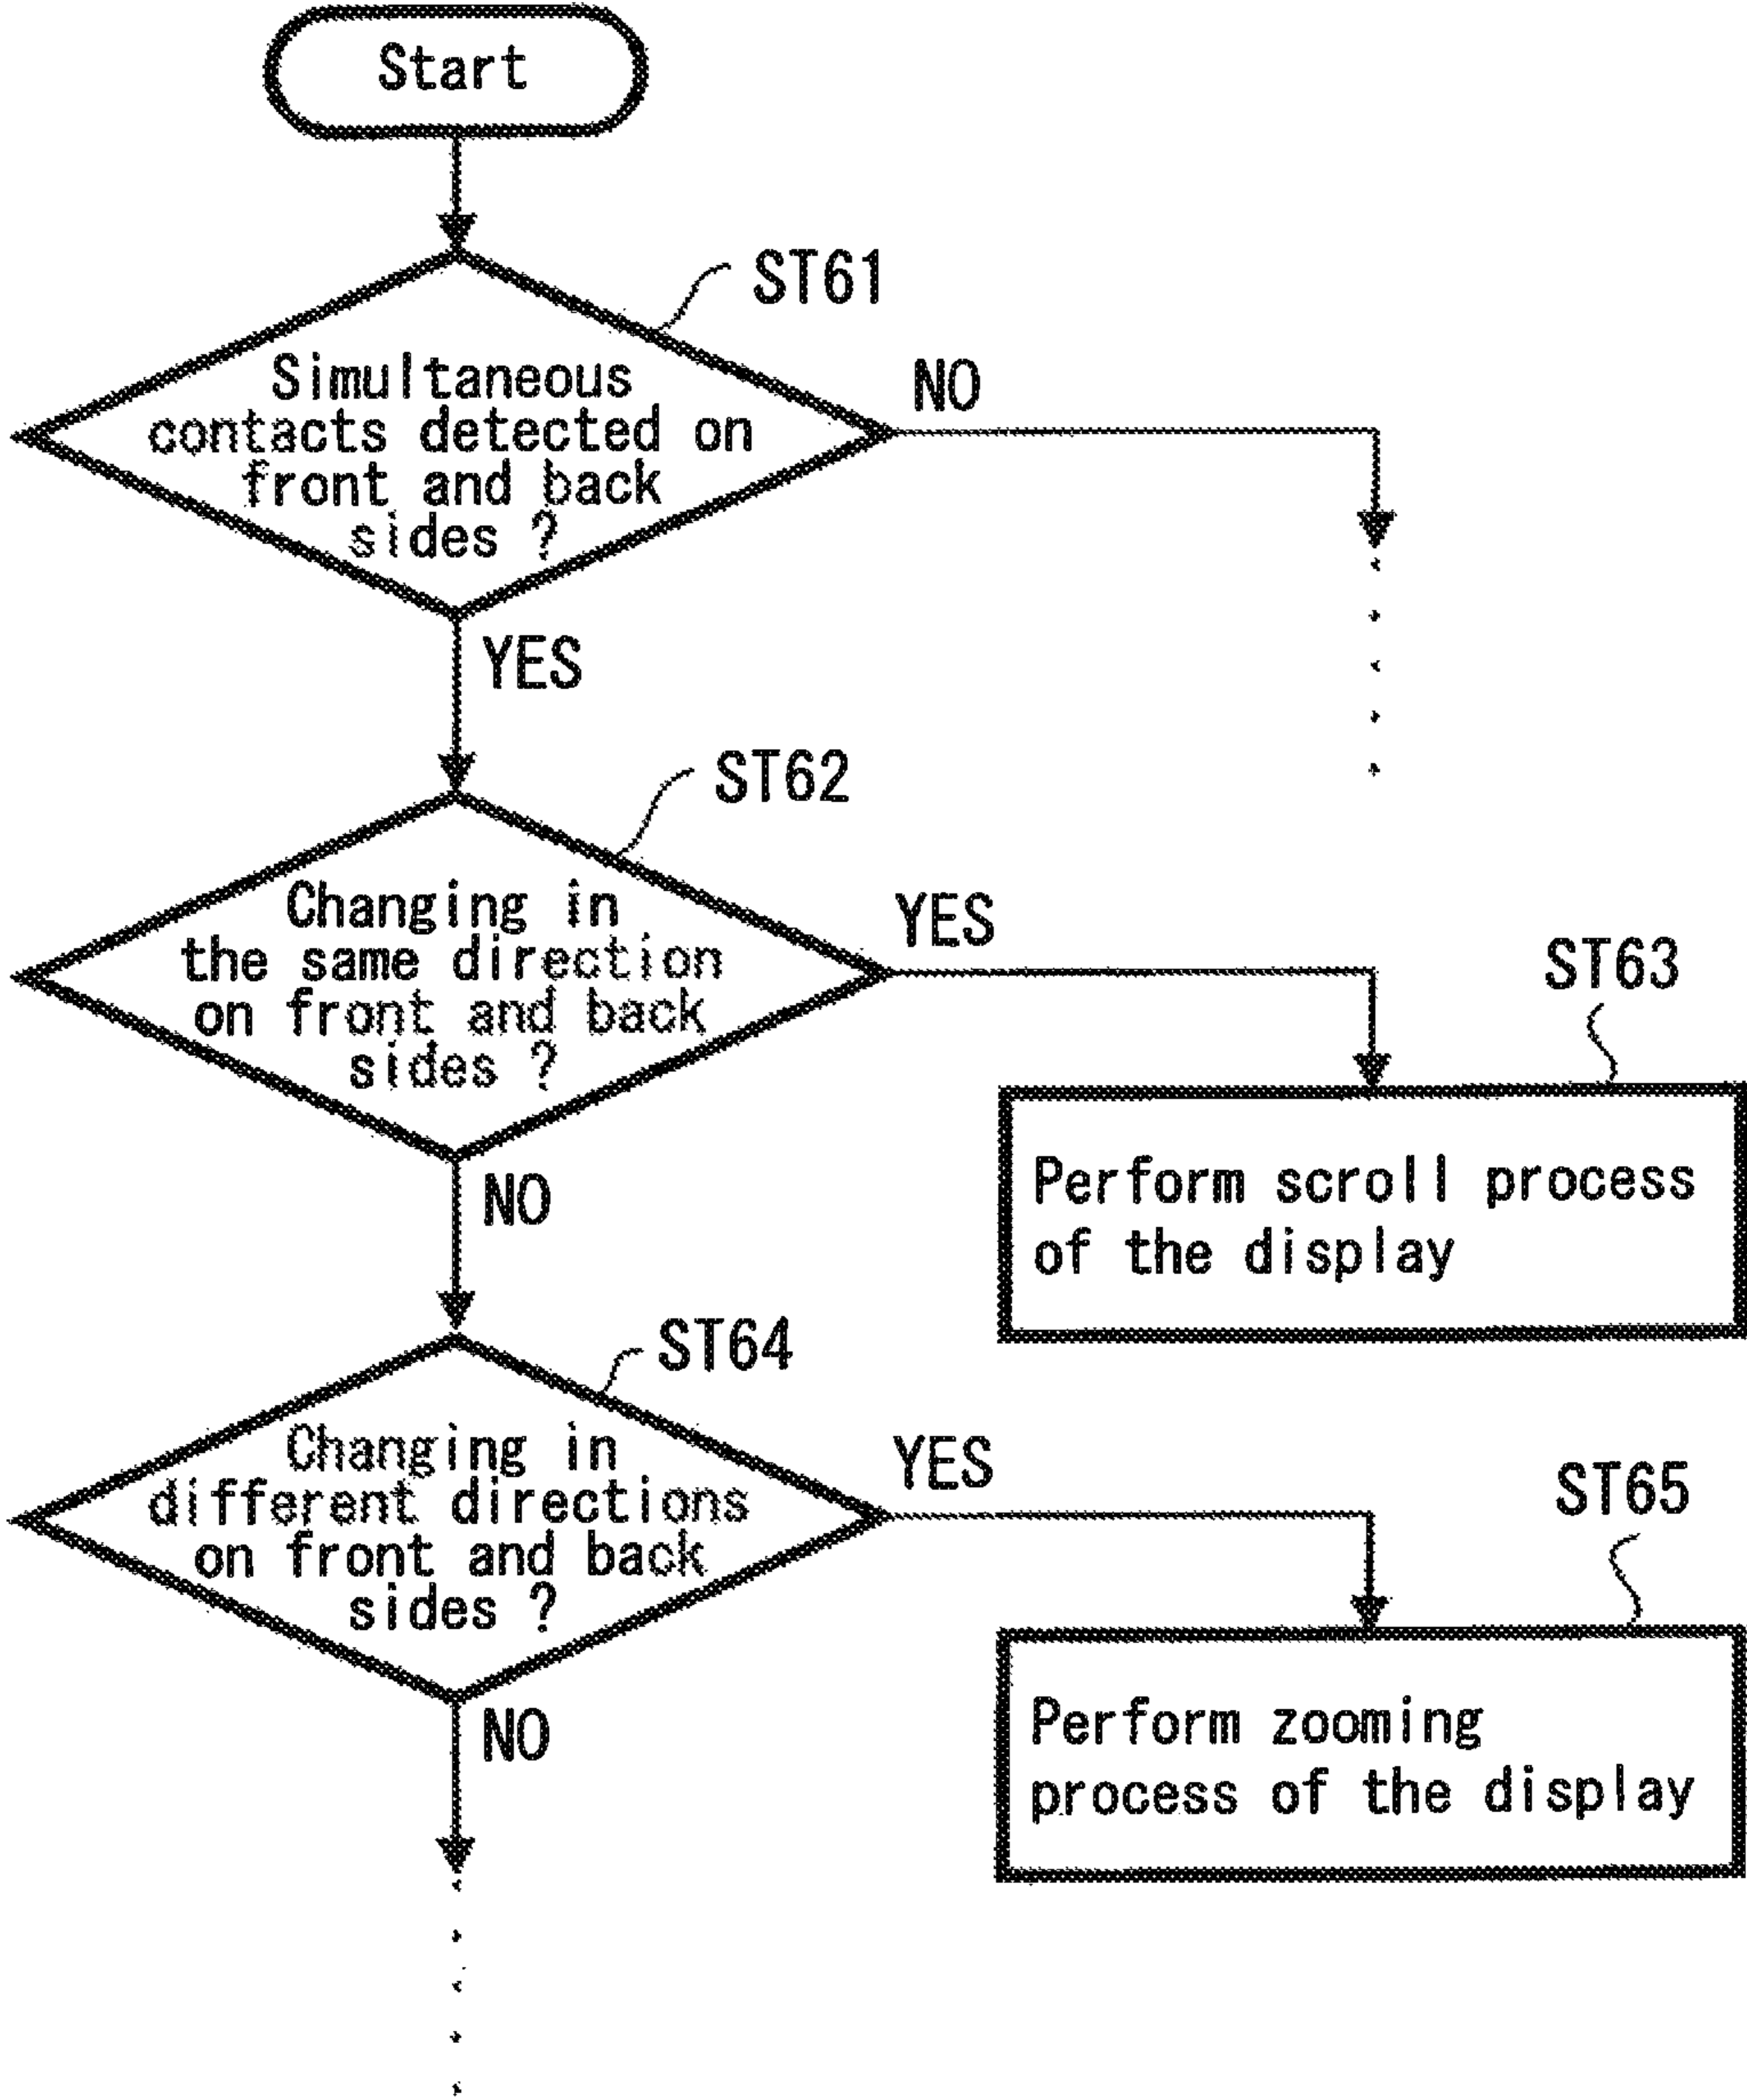 Start
ST61
Simultaneous
contacts detected on
front and back
sides ?
NO
YES
ST62
Changing in
the same direction
on front and back
sides ?
YES
ST63
Perform scroll process
of the display
NO
ST64
Changing in
different directions
on front and back
sides ?
YES
ST65
Perform zooming
process of the display
NO